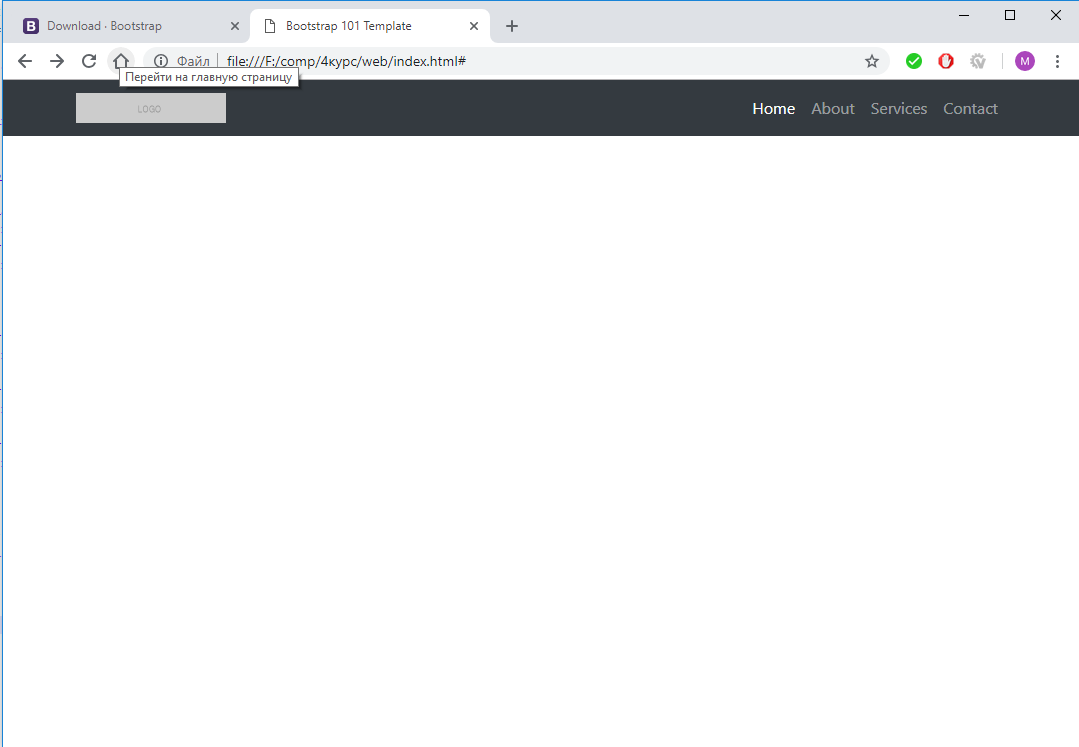 Download · Bootstrap
Bootstrap 101 Template
Файл file:///F:/comp/4курс/web/index.html#
M
Перейти на главную страницу
LOGO
Home About Services Contact